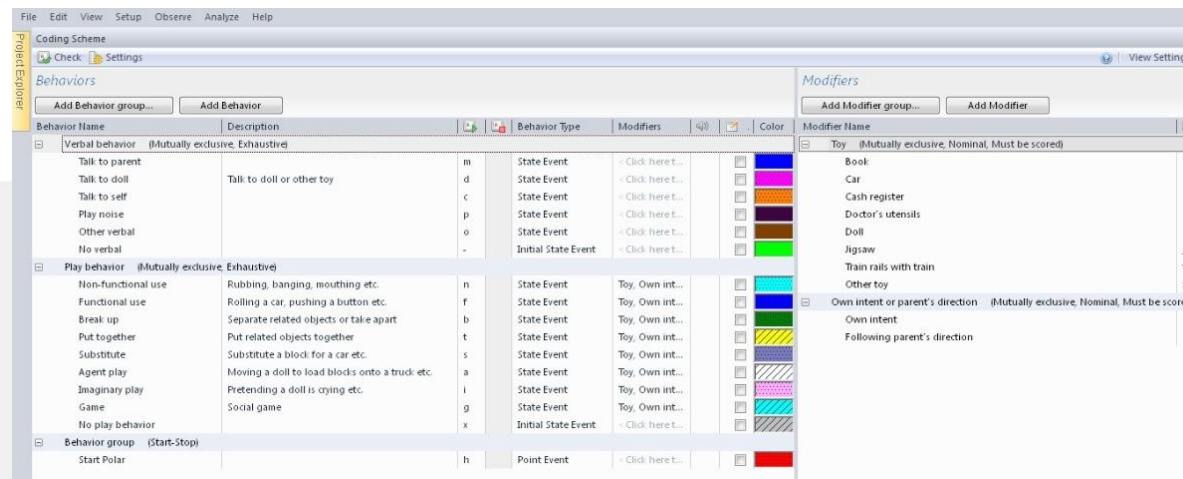 File Edit View Setup Observe Analyze Help
Project Explorer
Coding Scheme
Check Settings View Setting
Behaviors
Add Behavior group... Add Behavior
Behavior Name Description Behavior Type Modifiers Color
Verbal behavior (Mutually exclusive, Exhaustive)
Talk to parent m State Event < Click here t...
Talk to doll Talk to doll or other toy d State Event < Click here t...
Talk to self c State Event < Click here t...
Play noise p State Event < Click here t...
Other verbal o State Event < Click here t...
No verbal - Initial State Event < Click here t...
Play behavior (Mutually exclusive, Exhaustive)
Non-functional use Rubbing, banging, mouthing etc. n State Event Toy, Own int...
Functional use Rolling a car, pushing a button etc. f State Event Toy, Own int...
Break up Separate related objects or take apart b State Event Toy, Own int...
Put together Put related objects together t State Event Toy, Own int...
Substitute Substitute a block for a car etc. s State Event Toy, Own int...
Agent play Moving a doll to load blocks onto a truck etc. a State Event Toy, Own int...
Imaginary play Pretending a doll is crying etc. i State Event Toy, Own int...
Game Social game g State Event Toy, Own int...
No play behavior x Initial State Event < Click here t...
Behavior group (Start-Stop)
Start Polar h Point Event < Click here t...
Modifiers
Add Modifier group... Add Modifier
Modifier Name
Toy (Mutually exclusive, Nominal, Must be scored)
Book
Car
Cash register
Doctor's utensils
Doll
Jigsaw
Train rails with train
Other toy
Own intent or parent's direction (Mutually exclusive, Nominal, Must be score
Own intent
Following parent's direction